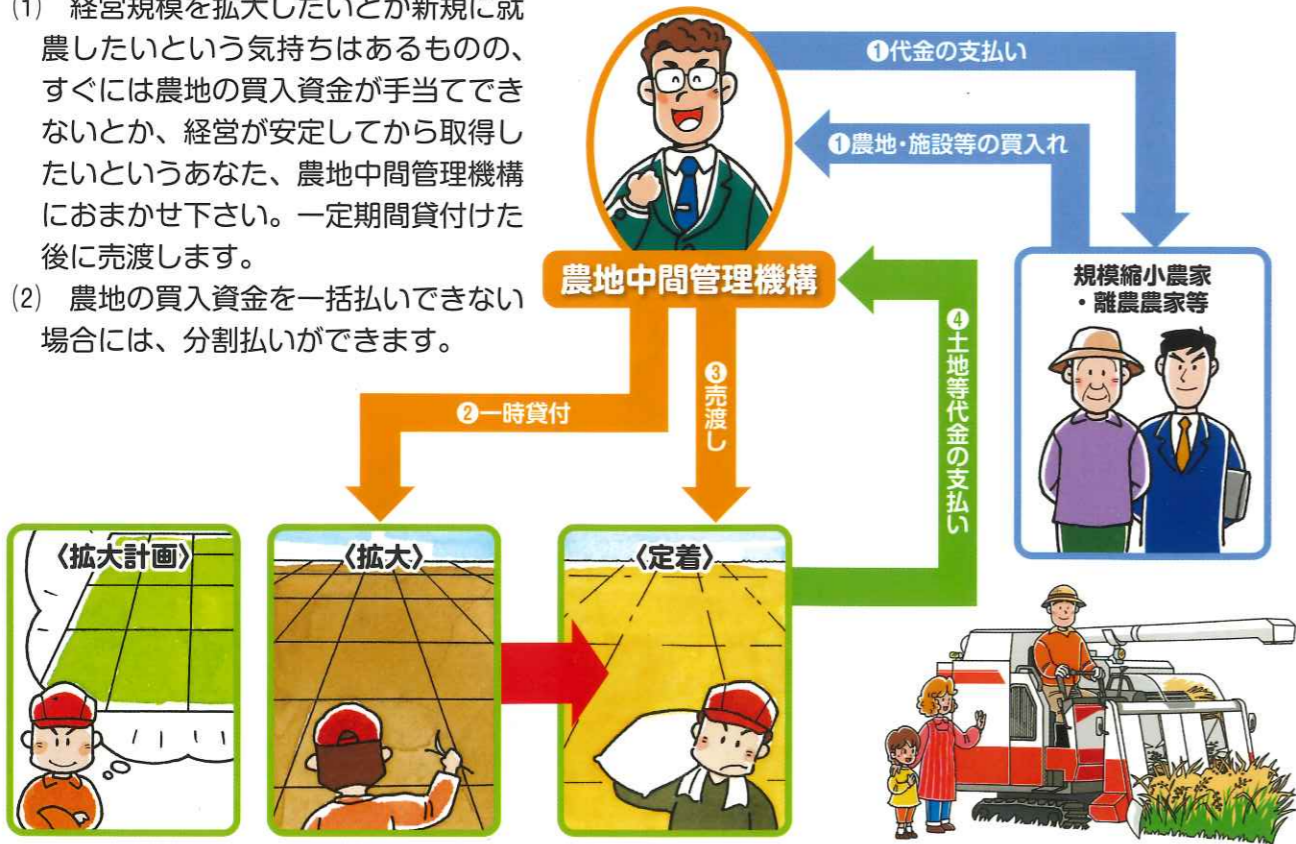 ⑴　経営規模を拡大したいとか新規に就
農したいという気持ちはあるものの、
すぐには農地の買入資金が手当てでき
ないとか、経営が安定してから取得し
たいというあなた、農地中間管理機構
におまかせ下さい。一定期間貸付けた
後に売渡します。
⑵　農地の買入資金を一括払いできない
場合には、分割払いができます。
❶代金の支払い
❶農地・施設等の買入れ
農地中間管理機構
規模縮小農家
・離農農家等
❷一時貸付
❸売渡し
❹土地等代金の支払い
〈拡大計画〉
〈拡大〉
〈定着〉